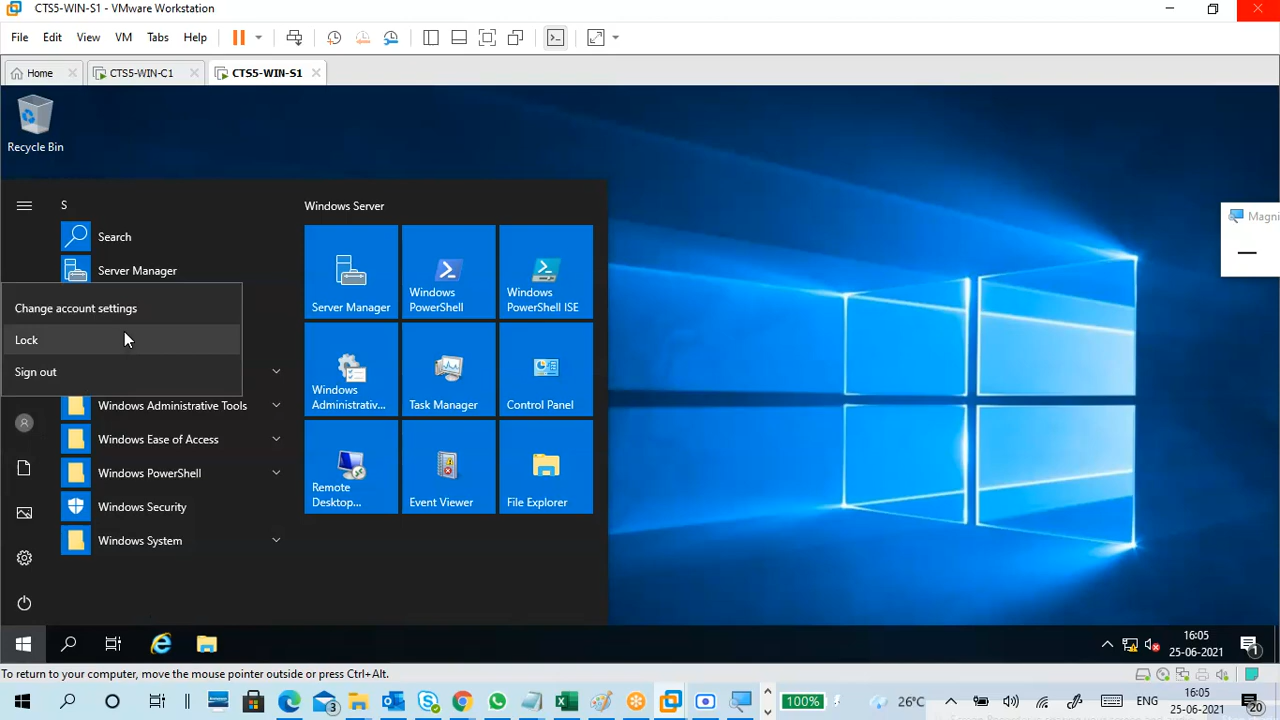 CTS5-WIN-S1 - VMware Workstation
File Edit View VM Tabs Help
Home CTS5-WIN-C1 CTS5-WIN-S1
Recycle Bin
S
Search
Server Manager
Change account settings
Lock
Sign out
Windows Administrative Tools
Windows Ease of Access
Windows PowerShell
Windows Security
Windows System
Windows Server
Server Manager
Windows
PowerShell
Windows
PowerShell ISE
Windows
Administrativ...
Task Manager
Control Panel
Remote
Desktop...
Event Viewer
File Explorer
Magni
16:05
25-06-2021
1
To return to your computer, move the mouse pointer outside or press Ctrl+Alt.
3
100%
26°C
ENG
16:05
25-06-2021
20